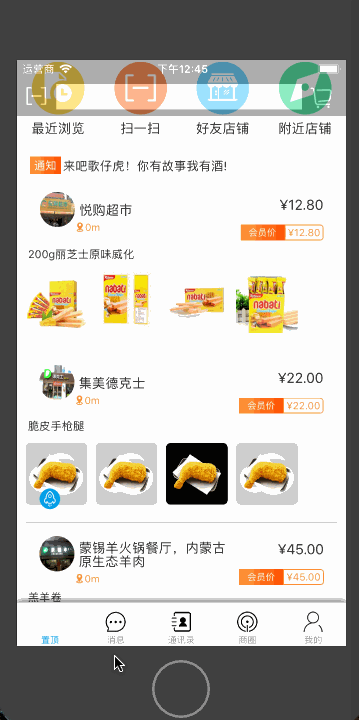 运营商 下午12:45
最近浏览 扫一扫 好友店铺 附近店铺
通知 来吧歌仔虎！你有故事我有酒!
悦购超市 ¥12.80
0m 会员价 ¥12.80
200g丽芝士原味威化
nabati nabati nabati nabati
集美德克士 ¥22.00
0m 会员价 ¥22.00
脆皮手枪腿
蒙锡羊火锅餐厅，内蒙古 ¥45.00
原生态羊肉
0m 会员价 ¥45.00
羔羊卷
置顶 消息 通讯录 商圈 我的